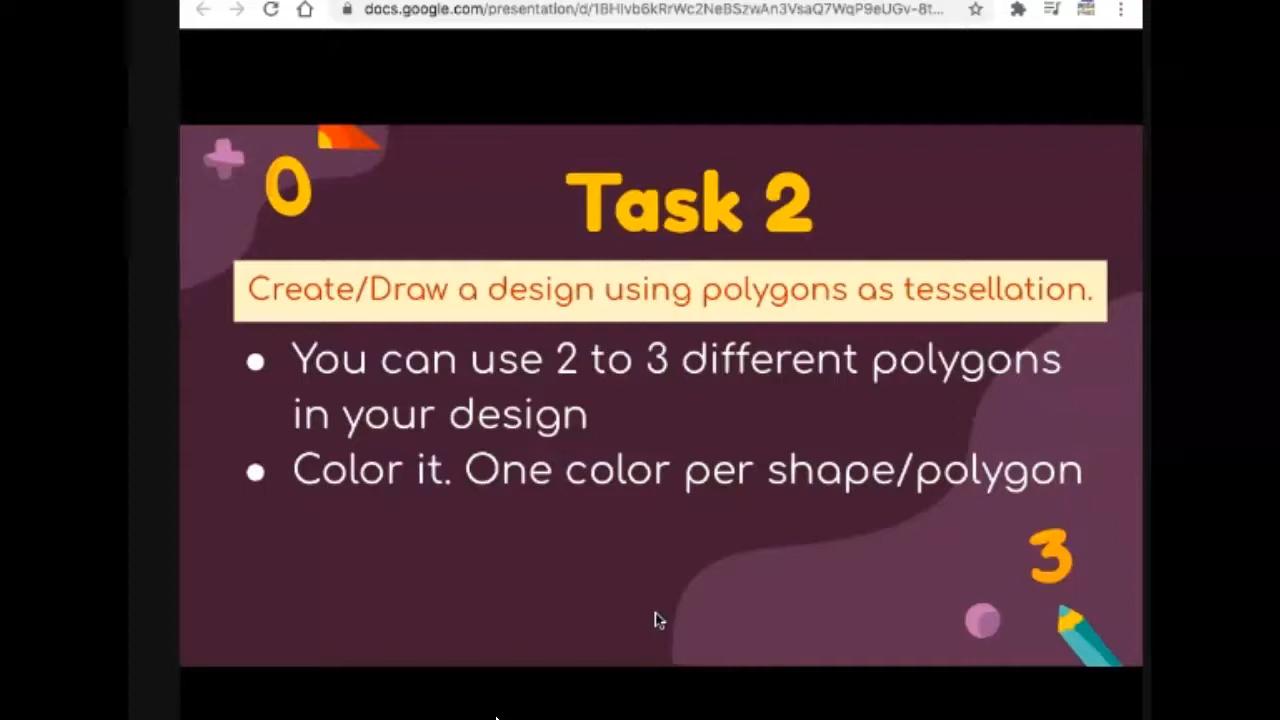 docs.google.com/presentation/d/1BHIvb6kRrWc2NeBSzwAn3VsaQ7WqP9eUGv-8t...
0
Task 2
Create/Draw a design using polygons as tessellation.
● You can use 2 to 3 different polygons
in your design
● Color it. One color per shape/polygon
3